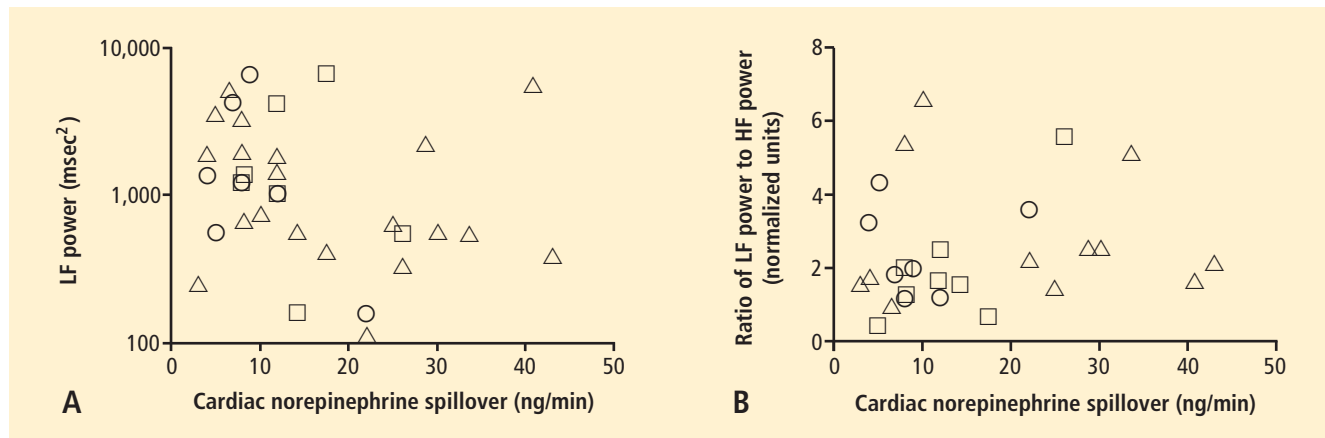 10,000
1,000
100
LF power (msec²)
0 10 20 30 40 50
Cardiac norepinephrine spillover (ng/min)
A
8
6
4
2
0
Ratio of LF power to HF power
(normalized units)
0 10 20 30 40 50
Cardiac norepinephrine spillover (ng/min)
B